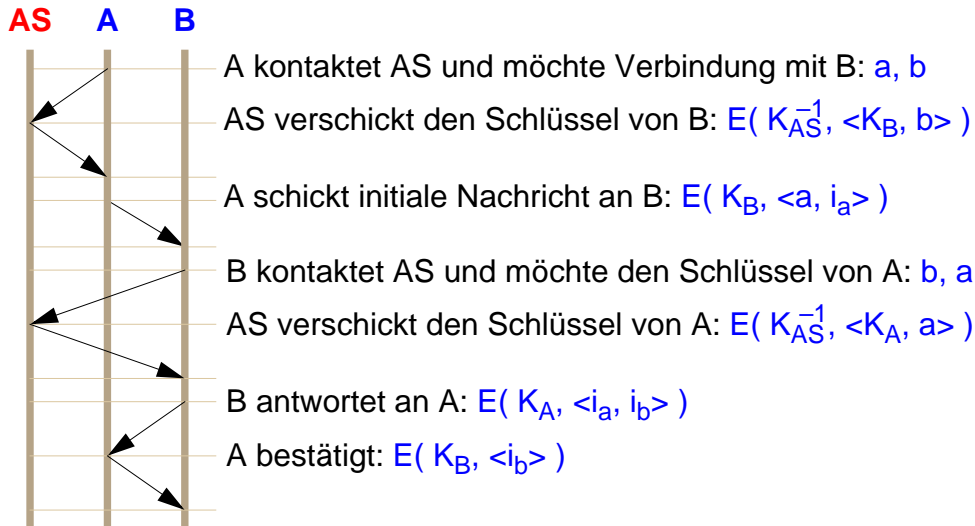 AS A B
A kontaktet AS und möchte Verbindung mit B: a, b
AS verschickt den Schlüssel von B: E( K_AS^−1, <K_B, b> )
A schickt initiale Nachricht an B: E( K_B, <a, i_a> )
B kontaktet AS und möchte den Schlüssel von A: b, a
AS verschickt den Schlüssel von A: E( K_AS^−1, <K_A, a> )
B antwortet an A: E( K_A, <i_a, i_b> )
A bestätigt: E( K_B, <i_b> )